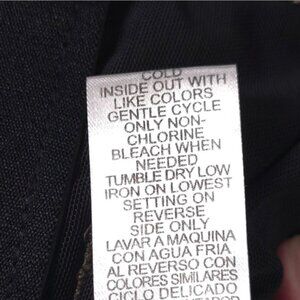 COLD
INSIDE OUT WITH
LIKE COLORS
GENTLE CYCLE
ONLY NON-
CHLORINE
BLEACH WHEN
NEEDED
TUMBLE DRY LOW
IRON ON LOWEST
SETTING ON
REVERSE
SIDE ONLY
LAVAR A MAQUINA
CON AGUA FRIA
AL REVERSO CON
COLORES SIMILARES
CICLO DELICADO